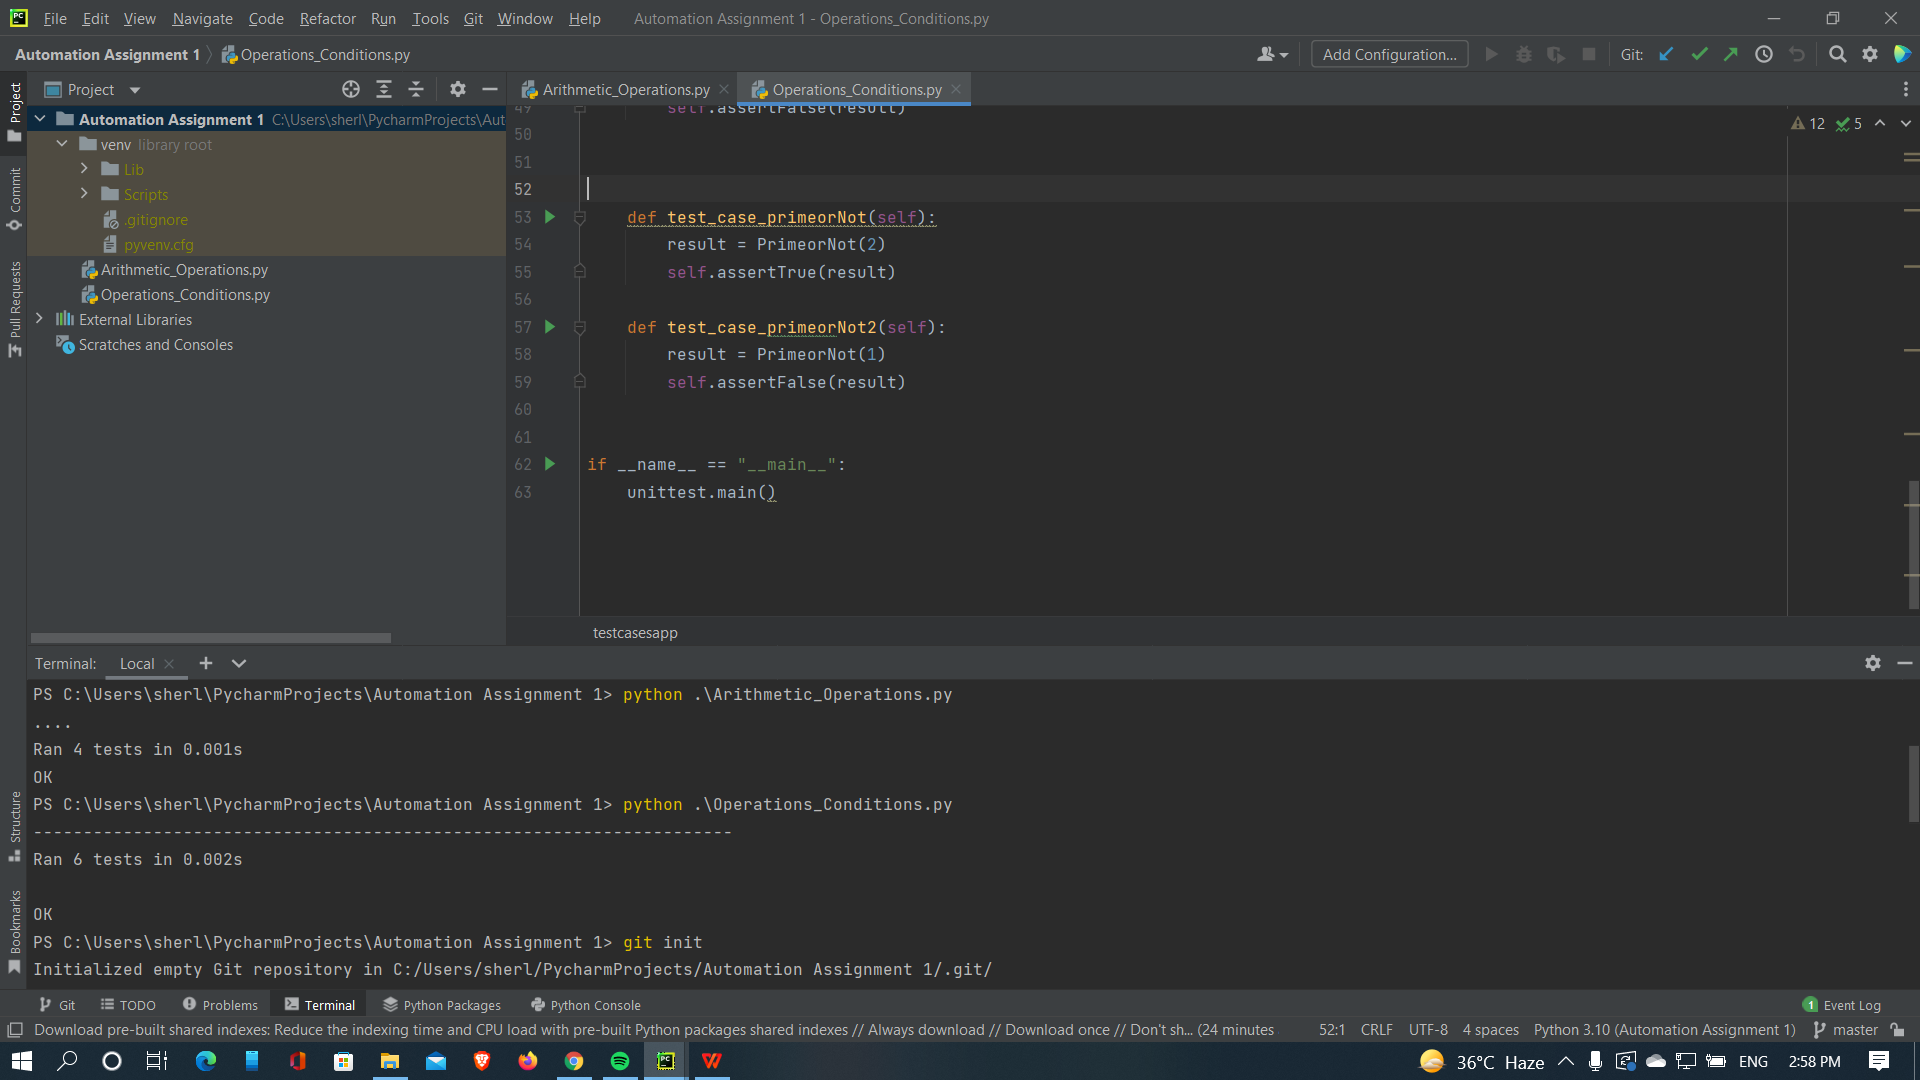 File Edit View Navigate Code Refactor Run Tools Git Window Help Automation Assignment 1 - Operations_Conditions.py
Automation Assignment 1 Operations_Conditions.py Add Configuration... Git:
Project
Arithmetic_Operations.py
Operations_Conditions.py
Automation Assignment 1 C:\Users\sherl\PycharmProjects\Aut
venv library root
Lib
Scripts
.gitignore
pyvenv.cfg
Arithmetic_Operations.py
Operations_Conditions.py
External Libraries
Scratches and Consoles
Project
Commit
Pull Requests
Structure
Bookmarks
12 5
49 self.assertFalse(result)
50
51
52
53 def test_case_primeorNot(self):
54 result = PrimeorNot(2)
55 self.assertTrue(result)
56
57 def test_case_primeorNot2(self):
58 result = PrimeorNot(1)
59 self.assertFalse(result)
60
61
62 if __name__ == "__main__":
63 unittest.main()
testcasesapp
Terminal: Local
PS C:\Users\sherl\PycharmProjects\Automation Assignment 1> python .\Arithmetic_Operations.py
....
Ran 4 tests in 0.001s
OK
PS C:\Users\sherl\PycharmProjects\Automation Assignment 1> python .\Operations_Conditions.py
----------------------------------------------------------------------
Ran 6 tests in 0.002s
OK
PS C:\Users\sherl\PycharmProjects\Automation Assignment 1> git init
Initialized empty Git repository in C:/Users/sherl/PycharmProjects/Automation Assignment 1/.git/
Git TODO Problems Terminal Python Packages Python Console 1 Event Log
Download pre-built shared indexes: Reduce the indexing time and CPU load with pre-built Python packages shared indexes // Always download // Download once // Don't sh... (24 minutes 52:1 CRLF UTF-8 4 spaces Python 3.10 (Automation Assignment 1) master
36°C Haze ENG 2:58 PM